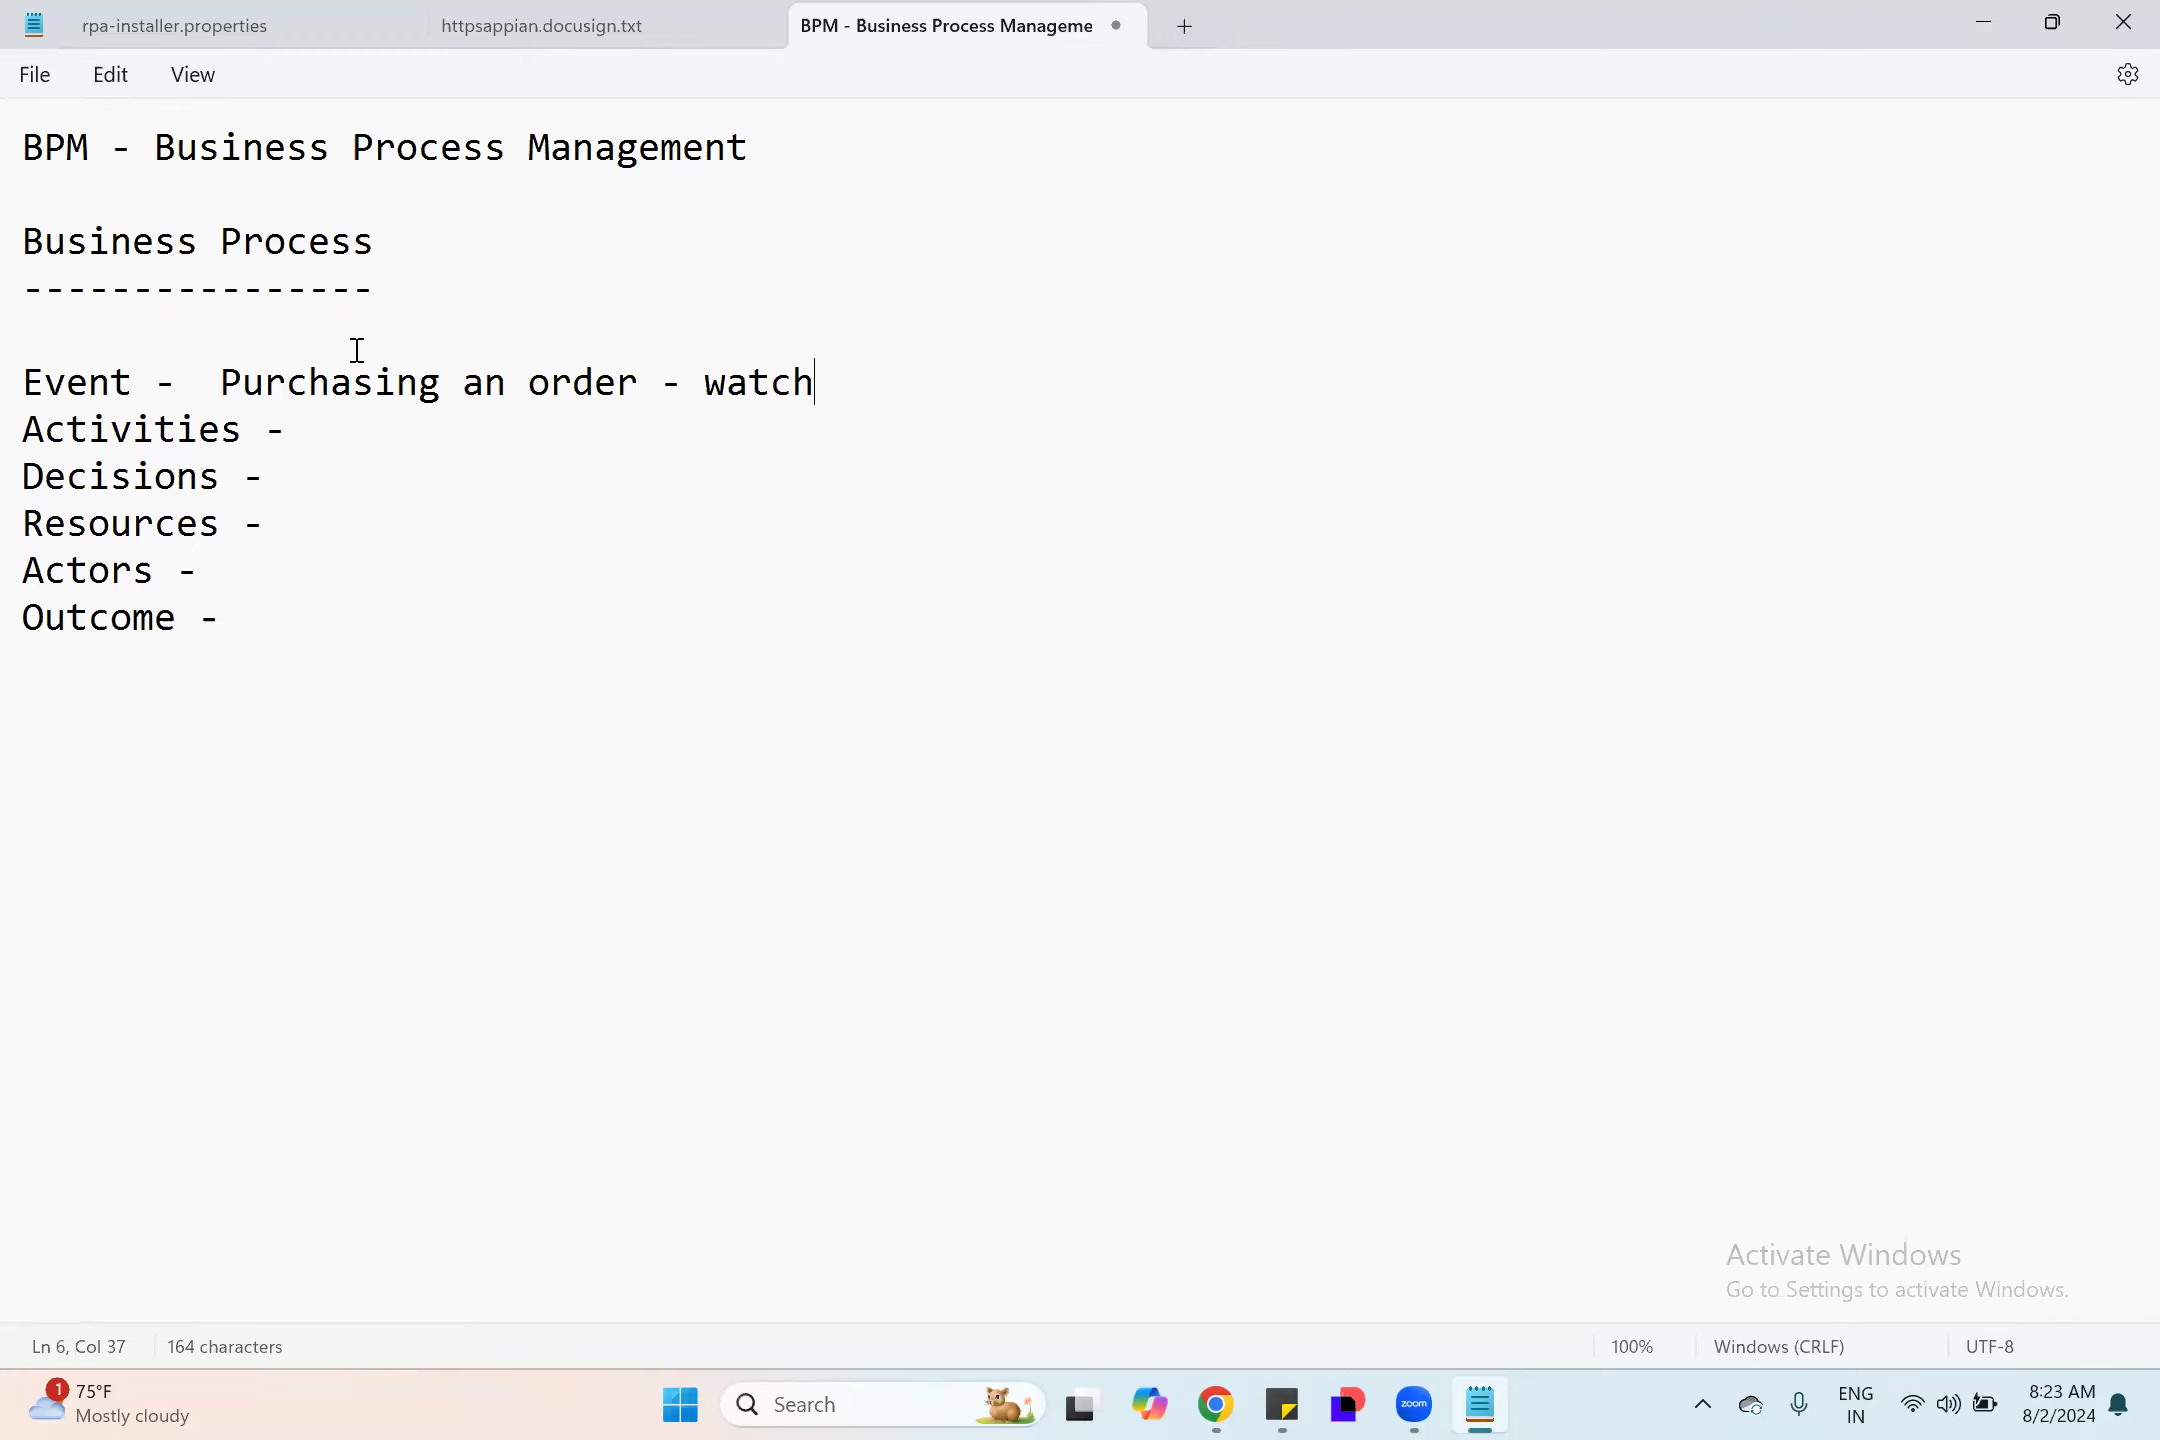 rpa-installer.properties httpsappian.docusign.txt BPM - Business Process Manageme
File Edit View
BPM - Business Process Management
Business Process
----------------
Event -  Purchasing an order - watch
Activities -
Decisions -
Resources -
Actors -
Outcome -
Activate Windows
Go to Settings to activate Windows.
Ln 6, Col 37 164 characters 100% Windows (CRLF) UTF-8
1 75°F
Mostly cloudy
Search
zoom
ENG
IN
8:23 AM
8/2/2024